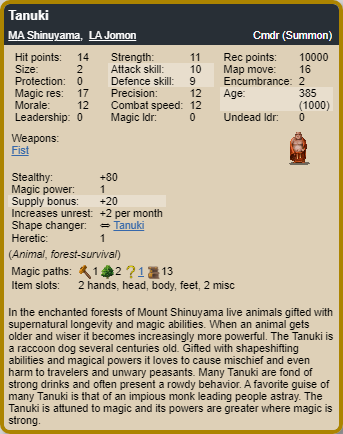 Tanuki
MA Shinuyama, LA Jomon Cmdr (Summon)
Hit points: 14 Strength: 11 Rec points: 10000
Size: 2 Attack skill: 10 Map move: 16
Protection: 0 Defence skill: 9 Encumbrance: 2
Magic res: 17 Precision: 12 Age: 385
Morale: 12 Combat speed: 12 (1000)
Leadership: 0 Magic ldr: 0 Undead ldr: 0
Weapons:
Fist
Stealthy: +80
Magic power: 1
Supply bonus: +20
Increases unrest: +2 per month
Shape changer: ⇔ Tanuki
Heretic: 1
(Animal, forest-survival)
Magic paths: 1 2 ? 1 13
Item slots: 2 hands, head, body, feet, 2 misc
In the enchanted forests of Mount Shinuyama live animals gifted with
supernatural longevity and magic abilities. When an animal gets
older and wiser it becomes increasingly more powerful. The Tanuki is
a raccoon dog several centuries old. Gifted with shapeshifting
abilities and magical powers it loves to cause mischief and even
harm to travelers and unwary peasants. Many Tanuki are fond of
strong drinks and often present a rowdy behavior. A favorite guise of
many Tanuki is that of an impious monk leading people astray. The
Tanuki is attuned to magic and its powers are greater where magic is
strong.